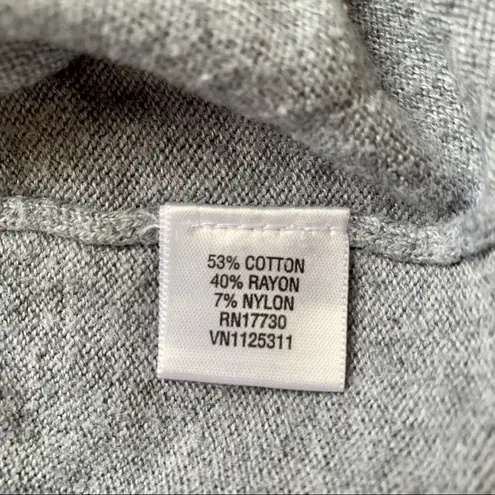 53% COTTON
40% RAYON
7% NYLON
RN17730
VN1125311